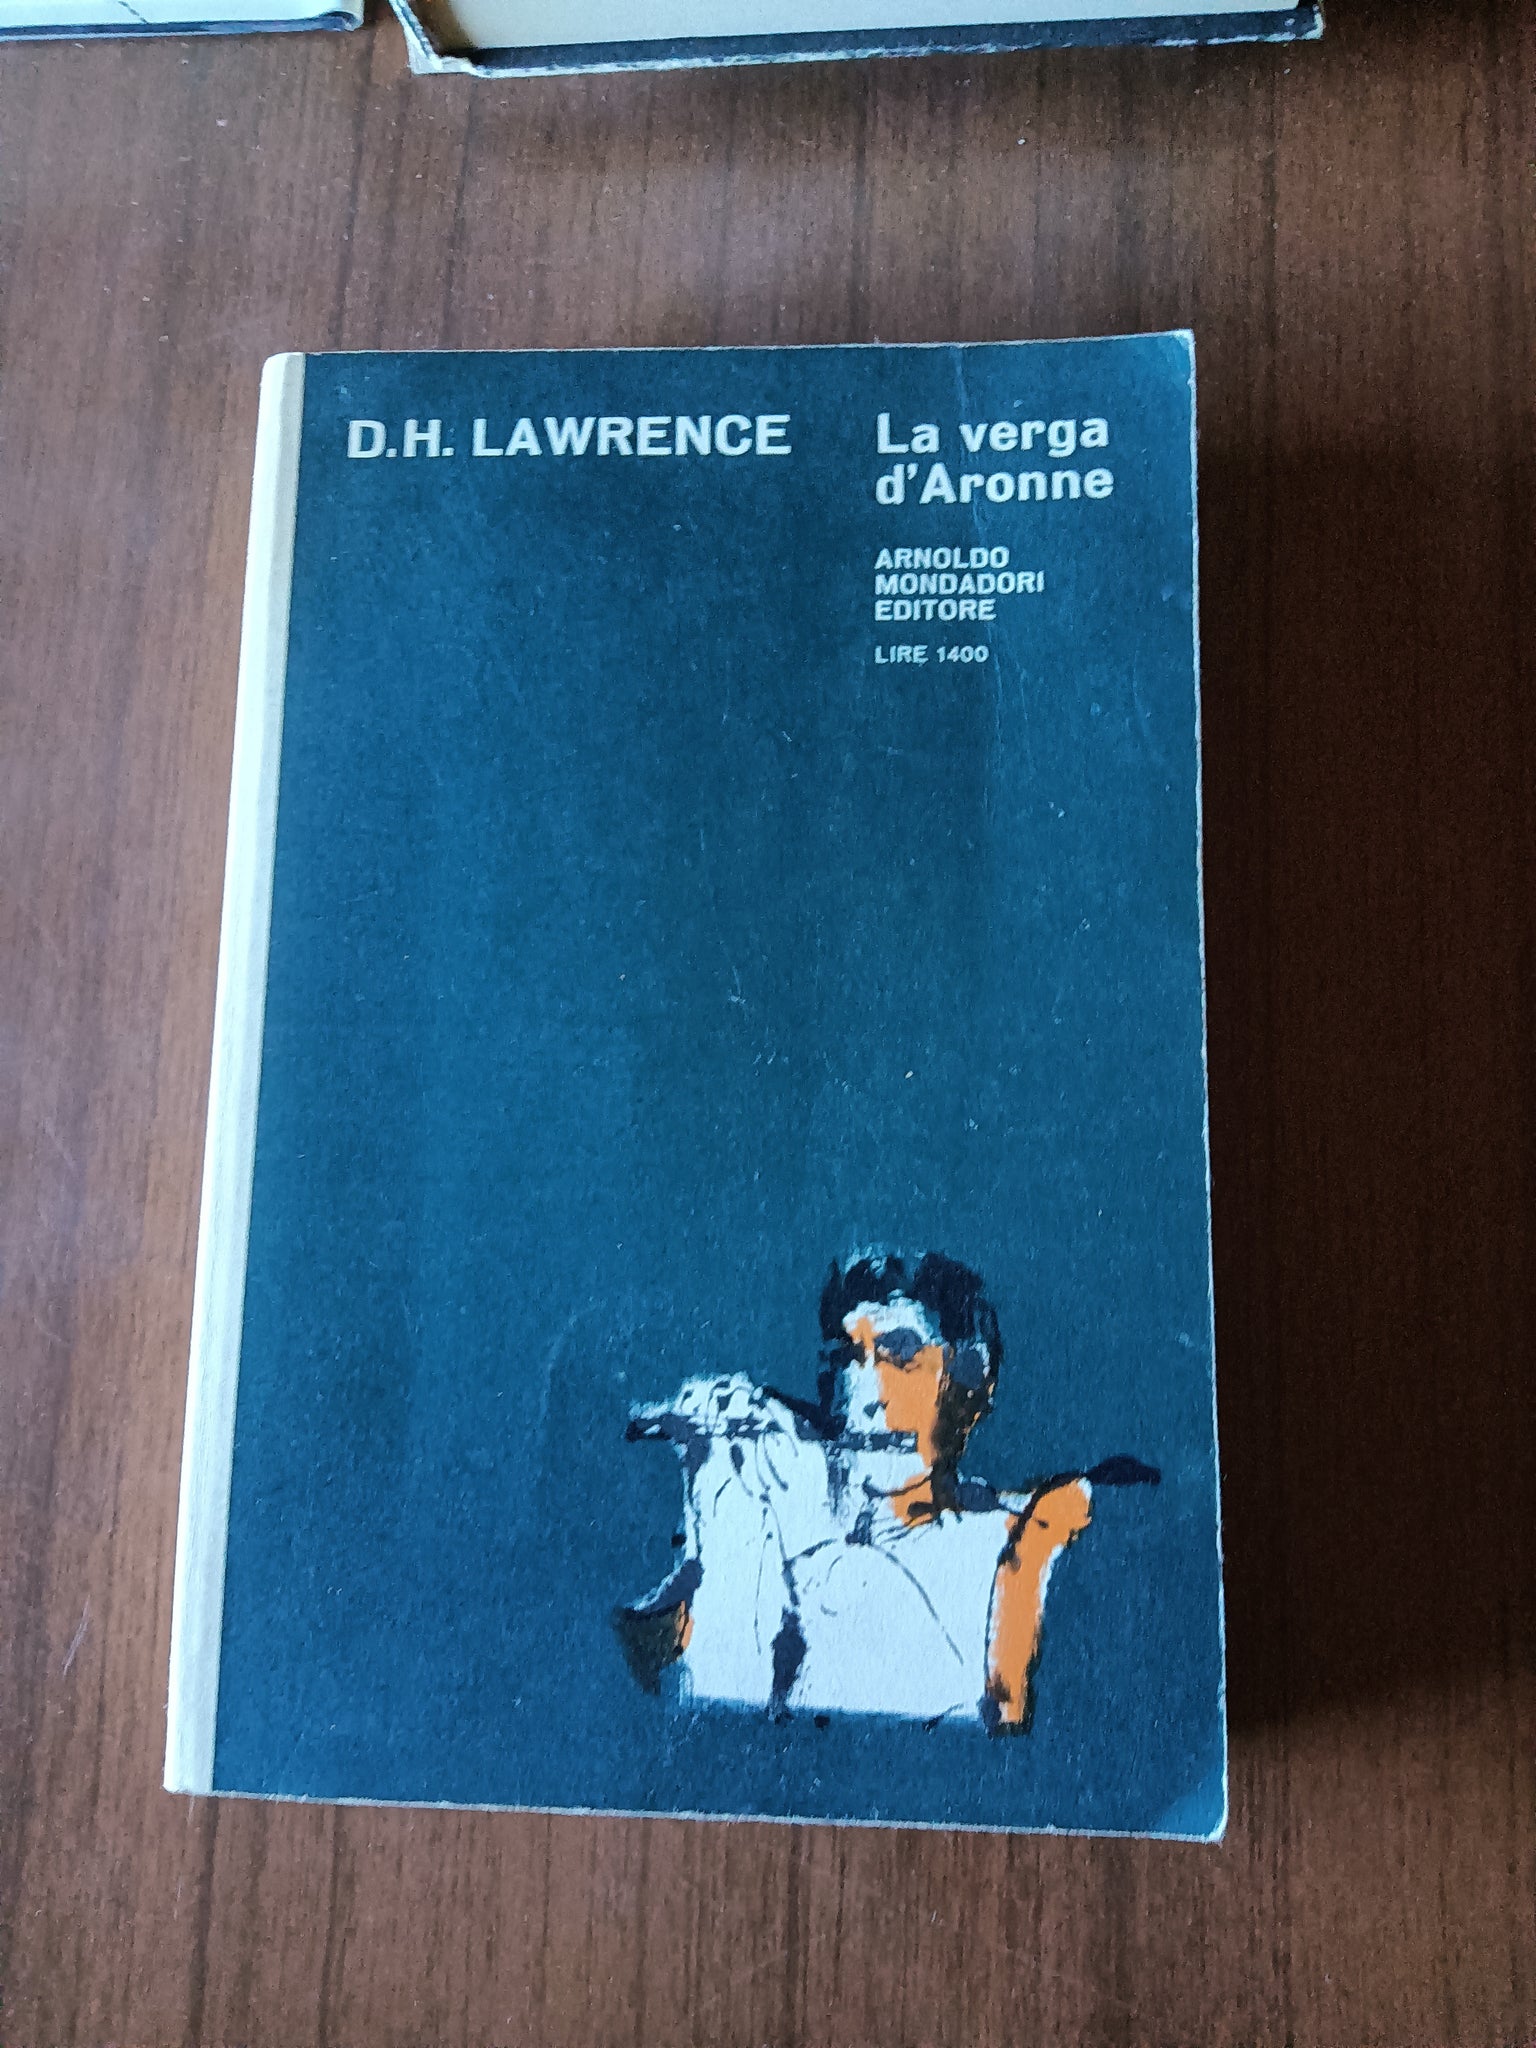 D.H. LAWRENCE
La verga
d'Aronne
ARNOLDO
MONDADORI
EDITORE
LIRE 1400